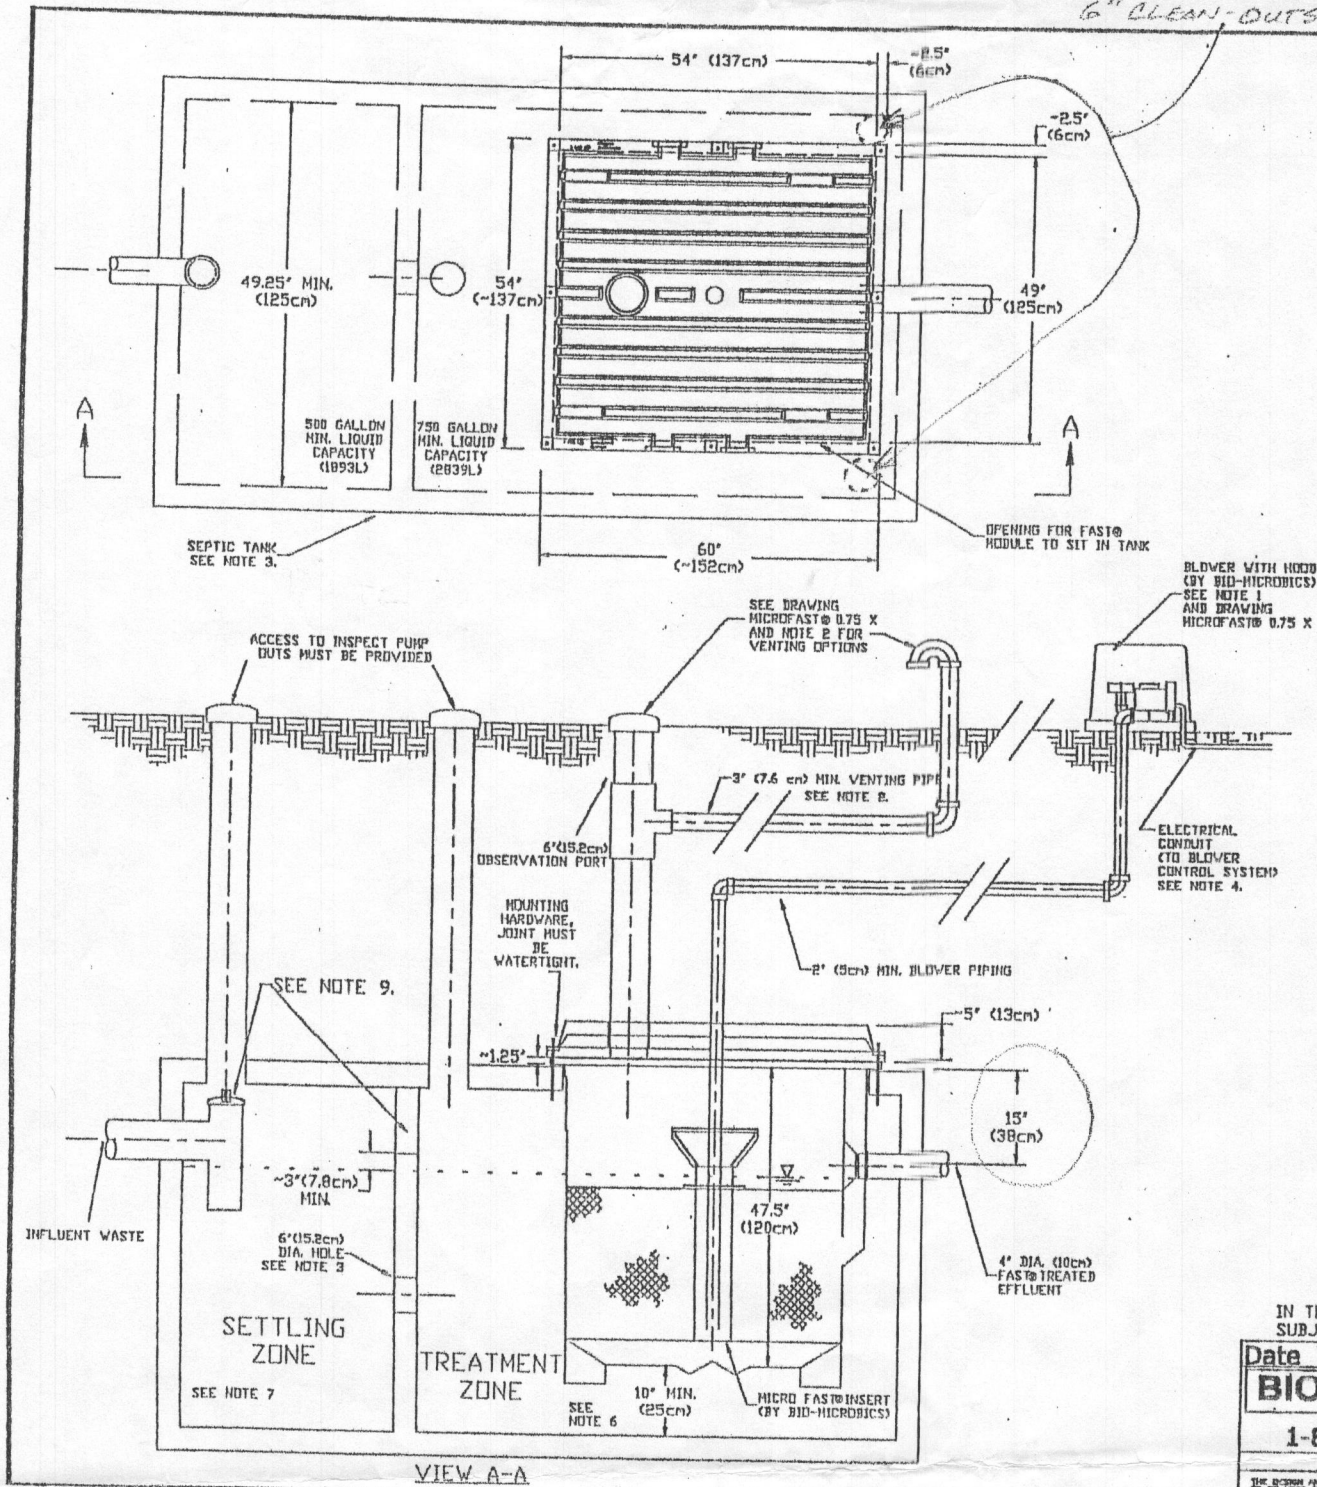 6" CLEAN-OUTS
54" (137cm)
~2.5"
(6cm)
~2.5"
(6cm)
49.25" MIN.
(125cm)
54"
(~137cm)
49"
(125cm)
A
A
500 GALLON
MIN. LIQUID
CAPACITY
(1893L)
750 GALLON
MIN. LIQUID
CAPACITY
(2839L)
SEPTIC TANK
SEE NOTE 3.
60"
(~152cm)
OPENING FOR FAST®
MODULE TO SIT IN TANK
BLOWER WITH HOOD
(BY BIO-MICROBICS)
SEE NOTE 1
AND DRAWING
MICROFAST® 0.75 X
SEE DRAWING
MICROFAST® 0.75 X
AND NOTE 2 FOR
VENTING OPTIONS
ACCESS TO INSPECT PUMP
OUTS MUST BE PROVIDED
3" (7.6 cm) MIN. VENTING PIPE
SEE NOTE 2.
6"(15.2cm)
OBSERVATION PORT
ELECTRICAL
CONDUIT
(TO BLOWER
CONTROL SYSTEM)
SEE NOTE 4.
MOUNTING
HARDWARE,
JOINT MUST
BE
WATERTIGHT.
2" (5cm) MIN. BLOWER PIPING
SEE NOTE 9.
~5" (13cm)
~1.25"
15"
(38cm)
~3"(7.8cm)
MIN.
47.5"
(120cm)
INFLUENT WASTE
6"(15.2cm)
DIA. HOLE
SEE NOTE 3
4" DIA. (10cm)
FAST® TREATED
EFFLUENT
SETTLING
ZONE
TREATMENT
ZONE
SEE NOTE 7
SEE
NOTE 6
10" MIN.
(25cm)
MICRO FAST® INSERT
(BY BIO-MICROBICS)
VIEW A-A
IN
SUBJ
Date
BIO
1-8